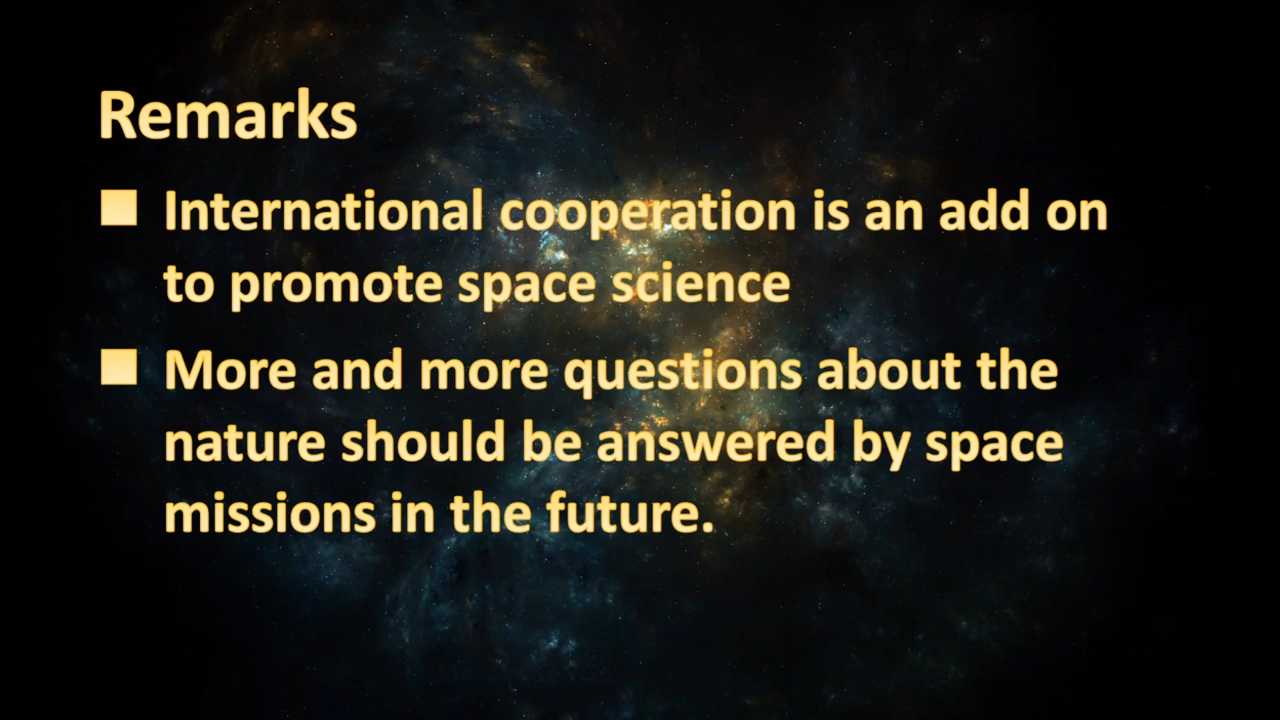 Remarks
■ International cooperation is an add on
to promote space science
■ More and more questions about the
nature should be answered by space
missions in the future.